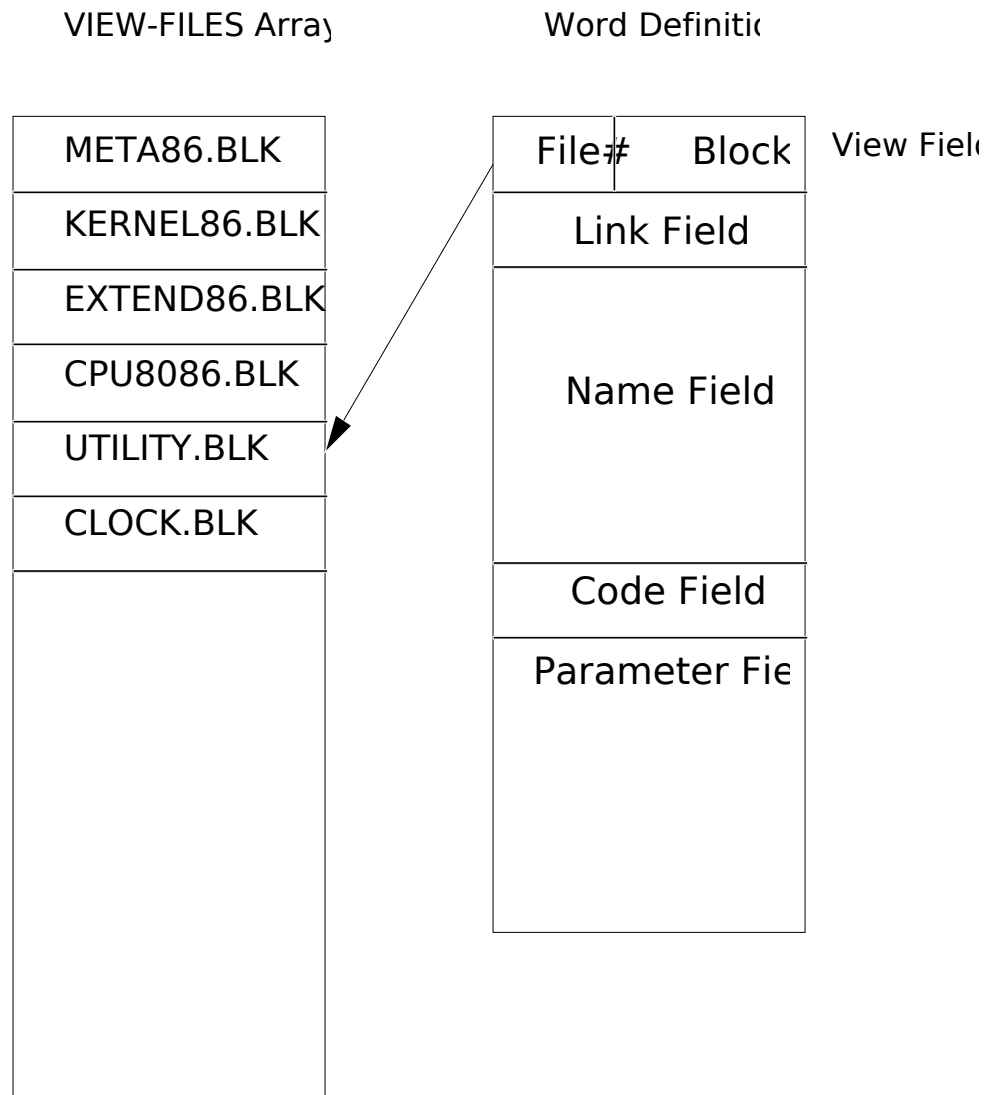 VIEW-FILES Array
Word Definitio
META86.BLK
KERNEL86.BLK
EXTEND86.BLK
CPU8086.BLK
UTILITY.BLK
CLOCK.BLK
File# Block
View Field
Link Field
Name Field
Code Field
Parameter Fie